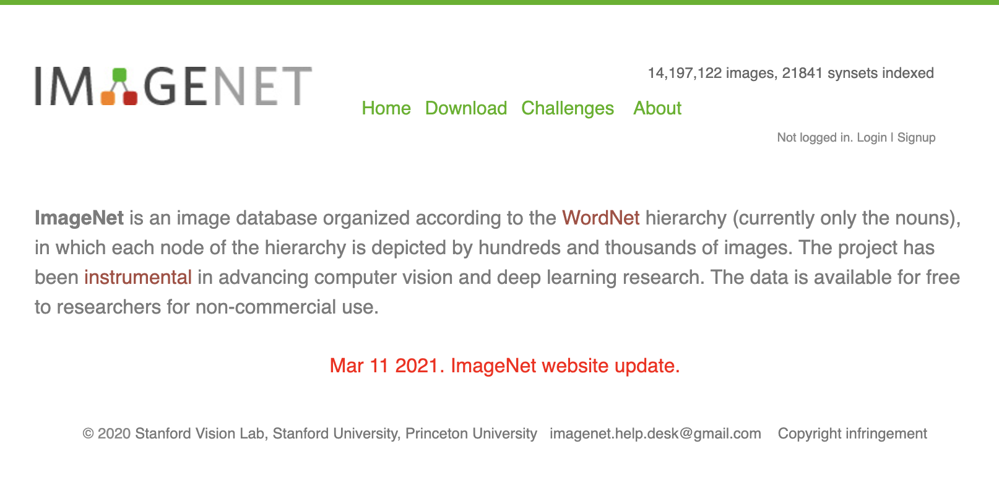 IMAGENET
14,197,122 images, 21841 synsets indexed
Home Download Challenges About
Not logged in. Login | Signup
ImageNet is an image database organized according to the WordNet hierarchy (currently only the nouns),
in which each node of the hierarchy is depicted by hundreds and thousands of images. The project has
been instrumental in advancing computer vision and deep learning research. The data is available for free
to researchers for non-commercial use.
Mar 11 2021. ImageNet website update.
© 2020 Stanford Vision Lab, Stanford University, Princeton University imagenet.help.desk@gmail.com Copyright infringement